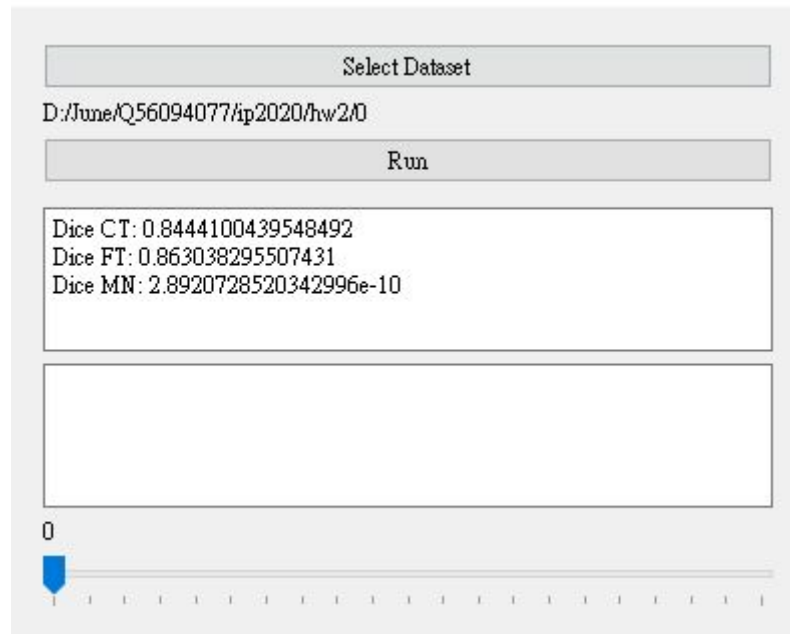 Select Dataset
D:/June/Q56094077/ip2020/hw2/0
Run
Dice CT: 0.8444100439548492
Dice FT: 0.863038295507431
Dice MN: 2.8920728520342996e-10
0